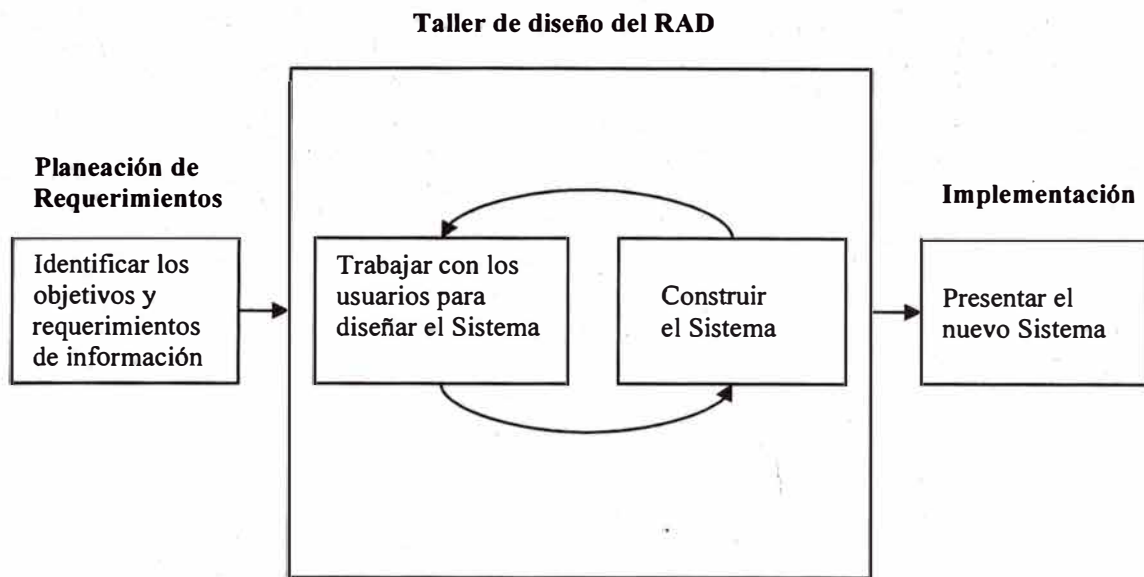 Taller de diseño del RAD
Planeación de
Requerimientos
Identificar los
objetivos y
requerimientos
de información
Trabajar con los
usuarios para
diseñar el Sistema
Construir
el Sistema
Implementación
Presentar el
nuevo Sistema